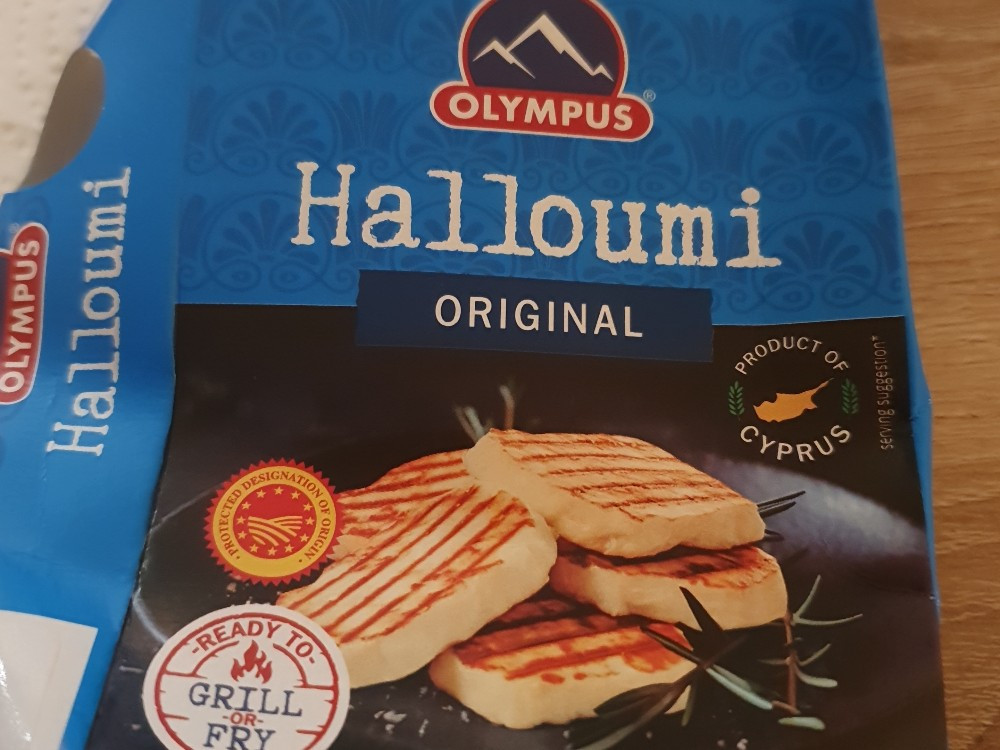 OLYMPUS®
Halloumi
ORIGINAL
PRODUCT OF
CYPRUS
serving suggestion*
PROTECTED DESIGNATION OF ORIGIN
-READY TO-
GRILL
-OR-
FRY
OLYMPUS
Halloumi